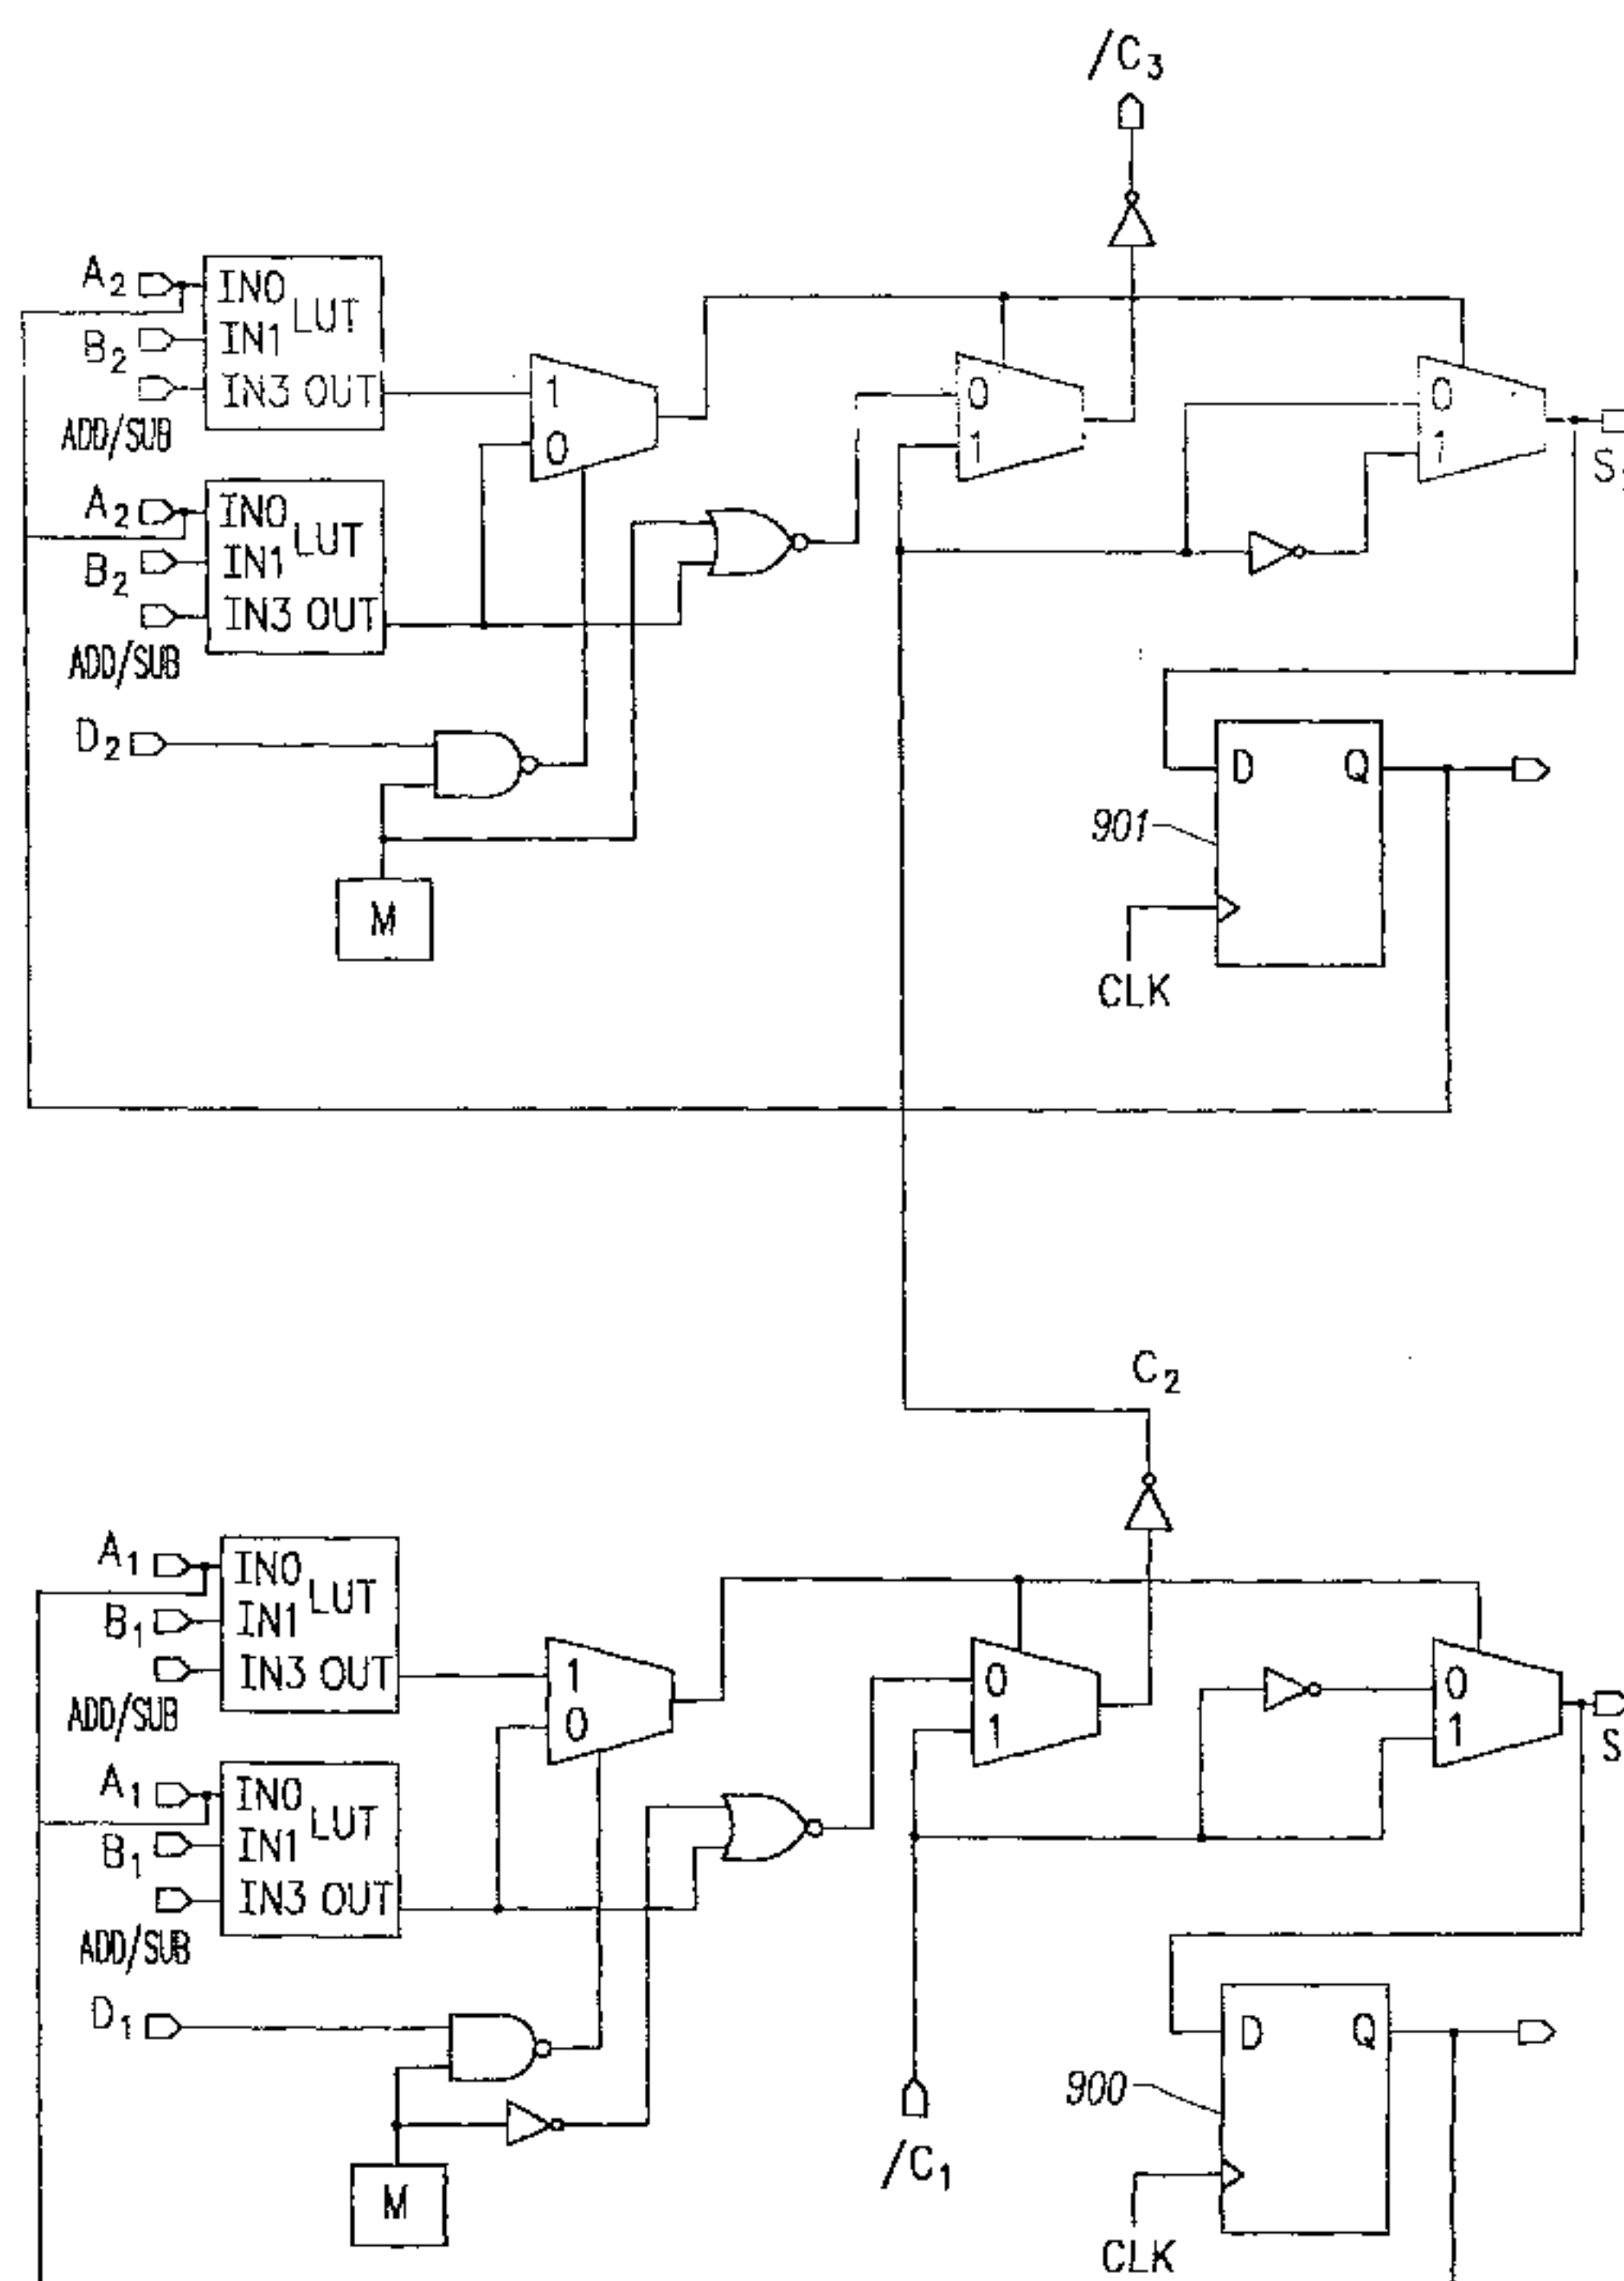 /C3
A2 IN0
LUT
B2 IN1
IN3 OUT
ADD/SUB
1
0
0
1
0
1
S
A2 IN0
LUT
B2 IN1
IN3 OUT
ADD/SUB
D2
M
D Q
901
CLK
C2
A1 IN0
LUT
B1 IN1
IN3 OUT
ADD/SUB
1
0
0
1
0
1
S
A1 IN0
LUT
B1 IN1
IN3 OUT
ADD/SUB
D1
M
/C1
D Q
900
CLK